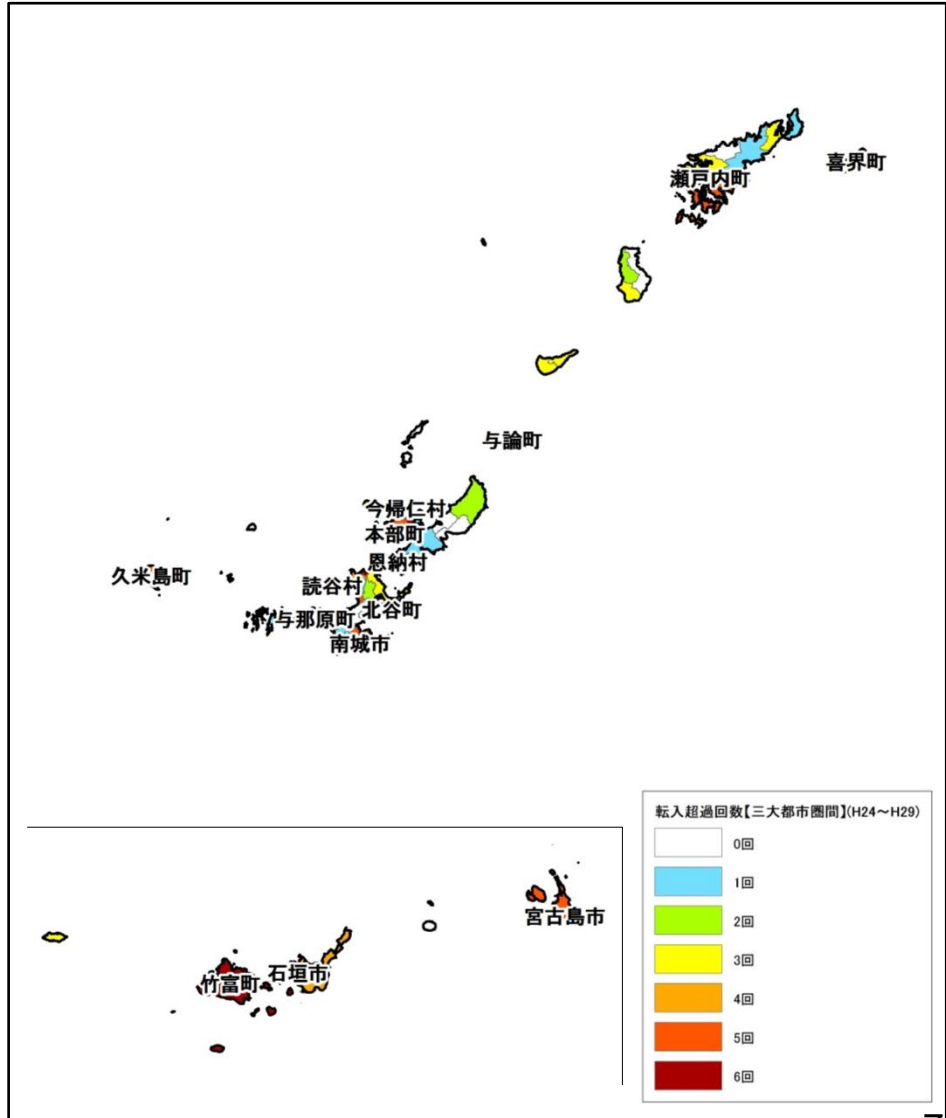 喜界町
瀬戸内町
与論町
今帰仁村
本部町
恩納村
久米島町
読谷村
北谷町
与那原町
南城市
転入超過回数【三大都市圏間】(H24～H29)
0回
1回
2回
3回
4回
5回
6回
宮古島市
石垣市
竹富町